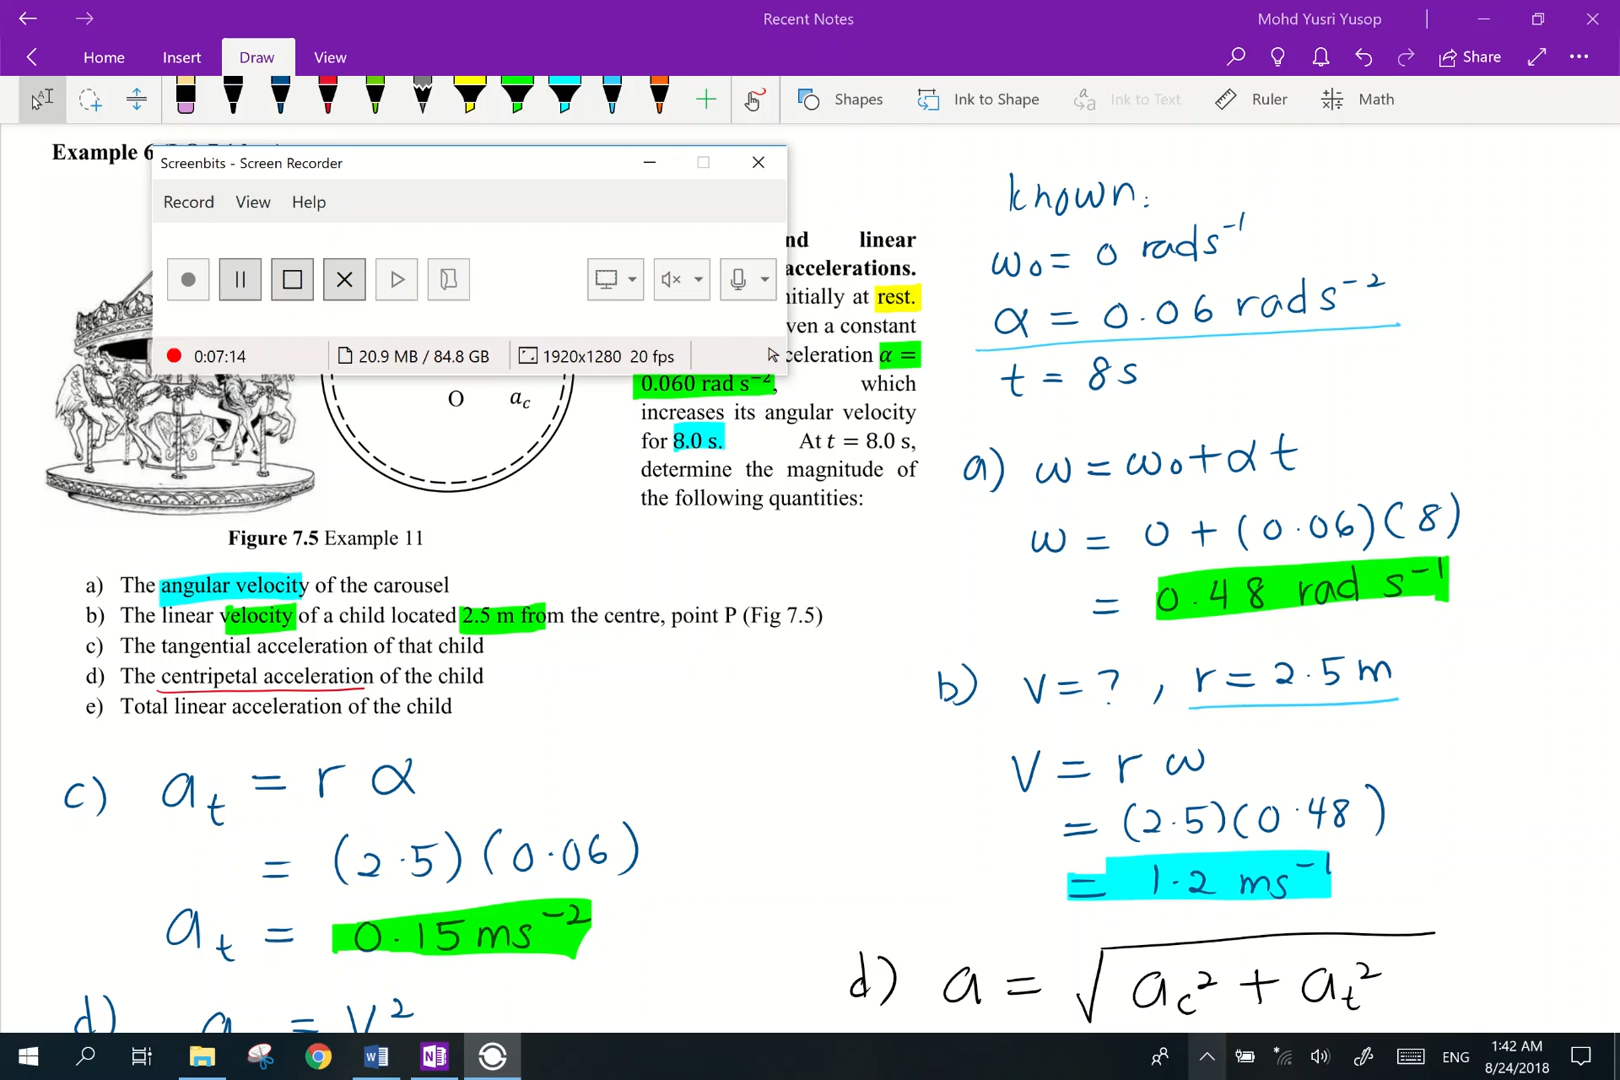 Recent Notes
Mohd Yusri Yusop
Home Insert Draw View
Share
Shapes Ink to Shape Ink to Text Ruler Math
Example 6
Screenbits - Screen Recorder
Record View Help
0:07:14 20.9 MB / 84.8 GB 1920x1280 20 fps
nd linear
accelerations.
nitially at rest.
ven a constant
celeration α =
0.060 rad s⁻², which
increases its angular velocity
for 8.0 s. At t = 8.0 s,
determine the magnitude of
the following quantities:
O a_c
Figure 7.5 Example 11
a) The angular velocity of the carousel
b) The linear velocity of a child located 2.5 m from the centre, point P (Fig 7.5)
c) The tangential acceleration of that child
d) The centripetal acceleration of the child
e) Total linear acceleration of the child
c) a_t = r α
= (2.5)(0.06)
a_t = 0.15 ms⁻²
d) a = v²
known:
ω₀ = 0 rads⁻¹
α = 0.06 rads⁻²
t = 8s
a) ω = ω₀ + αt
ω = 0 + (0.06)(8)
= 0.48 rad s⁻¹
b) v = ? , r = 2.5 m
V = r ω
= (2.5)(0.48)
= 1.2 ms⁻¹
d) a = √(a_c² + a_t²)
ENG
1:42 AM
8/24/2018